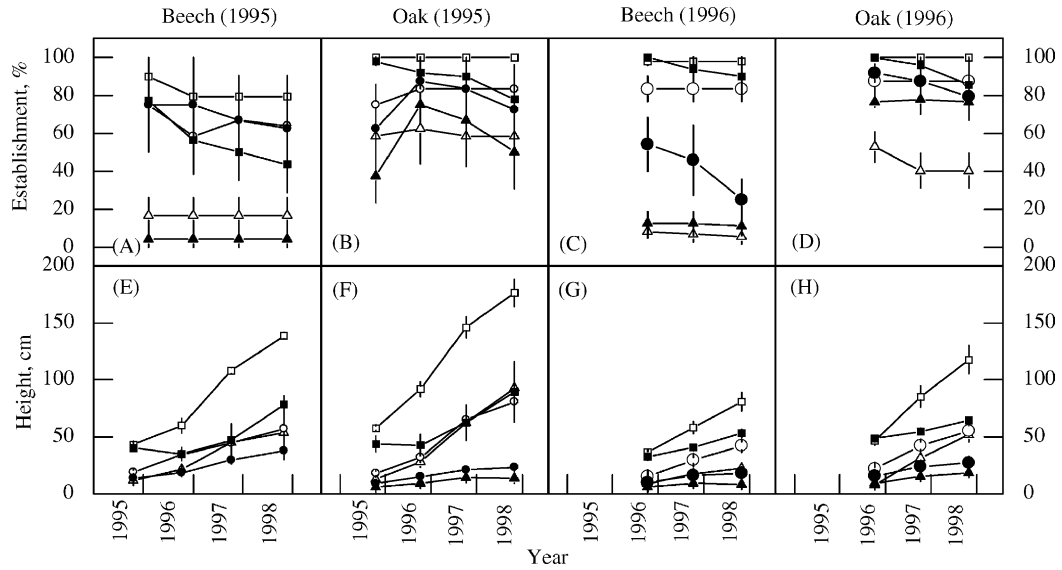 Beech (1995) Oak (1995) Beech (1996) Oak (1996)
Establishment, %
100 100
80 80
60 60
40 40
20 20
0 0
(A) (B) (C) (D)
200 200
(E) (F) (G) (H)
Height, cm
150 150
100 100
50 50
0 0
1995 1996 1997 1998 1995 1996 1997 1998 1995 1996 1997 1998 1995 1996 1997 1998
Year